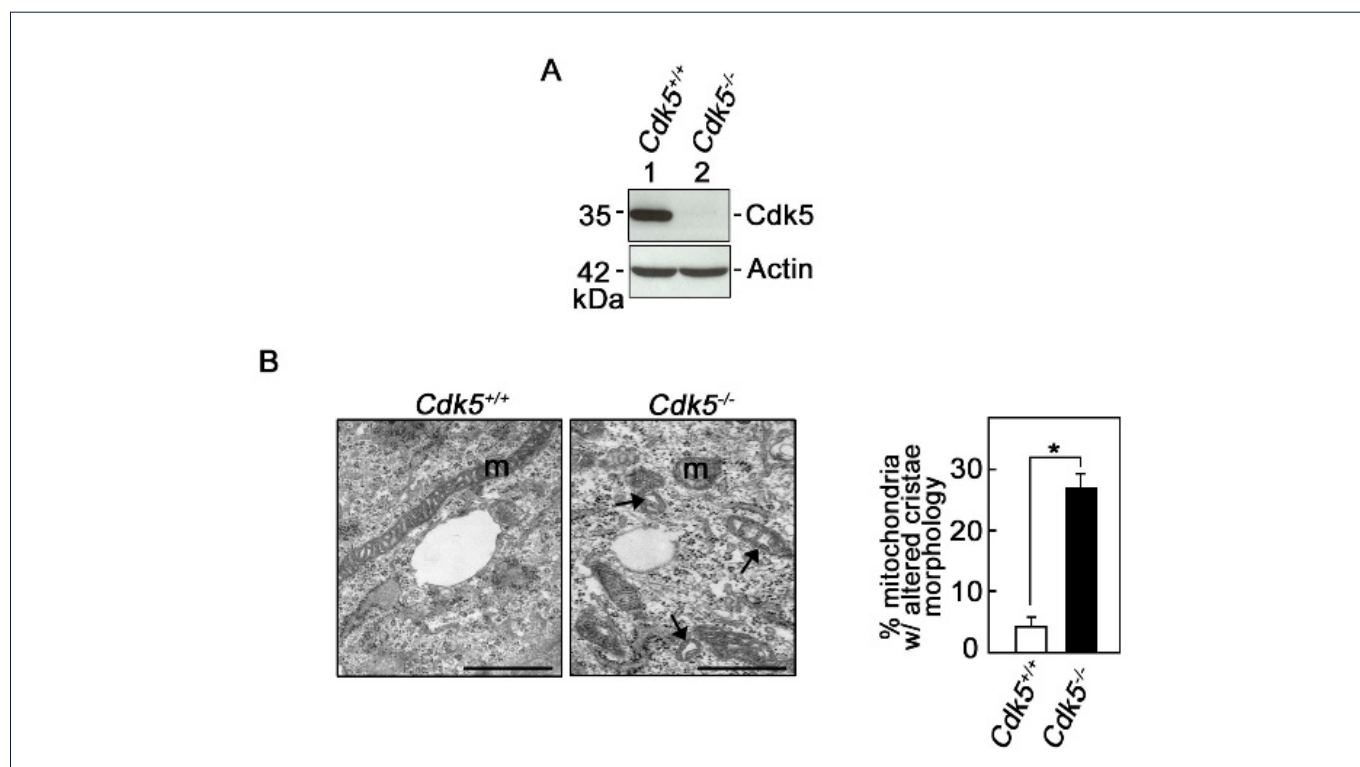 A
Cdk5+/+ Cdk5-/-
1 2
35 - - Cdk5
42 - - Actin
kDa
B
Cdk5+/+
m
Cdk5-/-
m
% mitochondria
w/ altered cristae
morphology
30
20
10
0
*
Cdk5+/+
Cdk5-/-